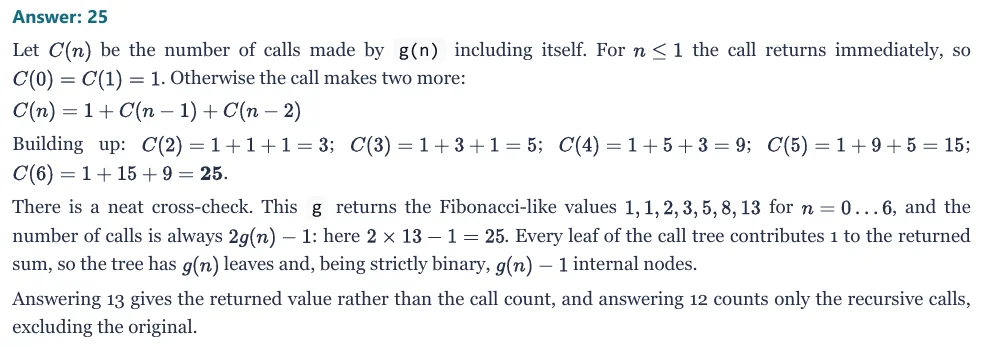 Answer: 25
Let C(n) be the number of calls made by g(n) including itself. For n ≤ 1 the call returns immediately, so
C(0) = C(1) = 1. Otherwise the call makes two more:
C(n) = 1 + C(n − 1) + C(n − 2)
Building up: C(2) = 1 + 1 + 1 = 3; C(3) = 1 + 3 + 1 = 5; C(4) = 1 + 5 + 3 = 9; C(5) = 1 + 9 + 5 = 15;
C(6) = 1 + 15 + 9 = 25.
There is a neat cross-check. This g returns the Fibonacci-like values 1, 1, 2, 3, 5, 8, 13 for n = 0 … 6, and the
number of calls is always 2g(n) − 1: here 2 × 13 − 1 = 25. Every leaf of the call tree contributes 1 to the returned
sum, so the tree has g(n) leaves and, being strictly binary, g(n) − 1 internal nodes.
Answering 13 gives the returned value rather than the call count, and answering 12 counts only the recursive calls,
excluding the original.